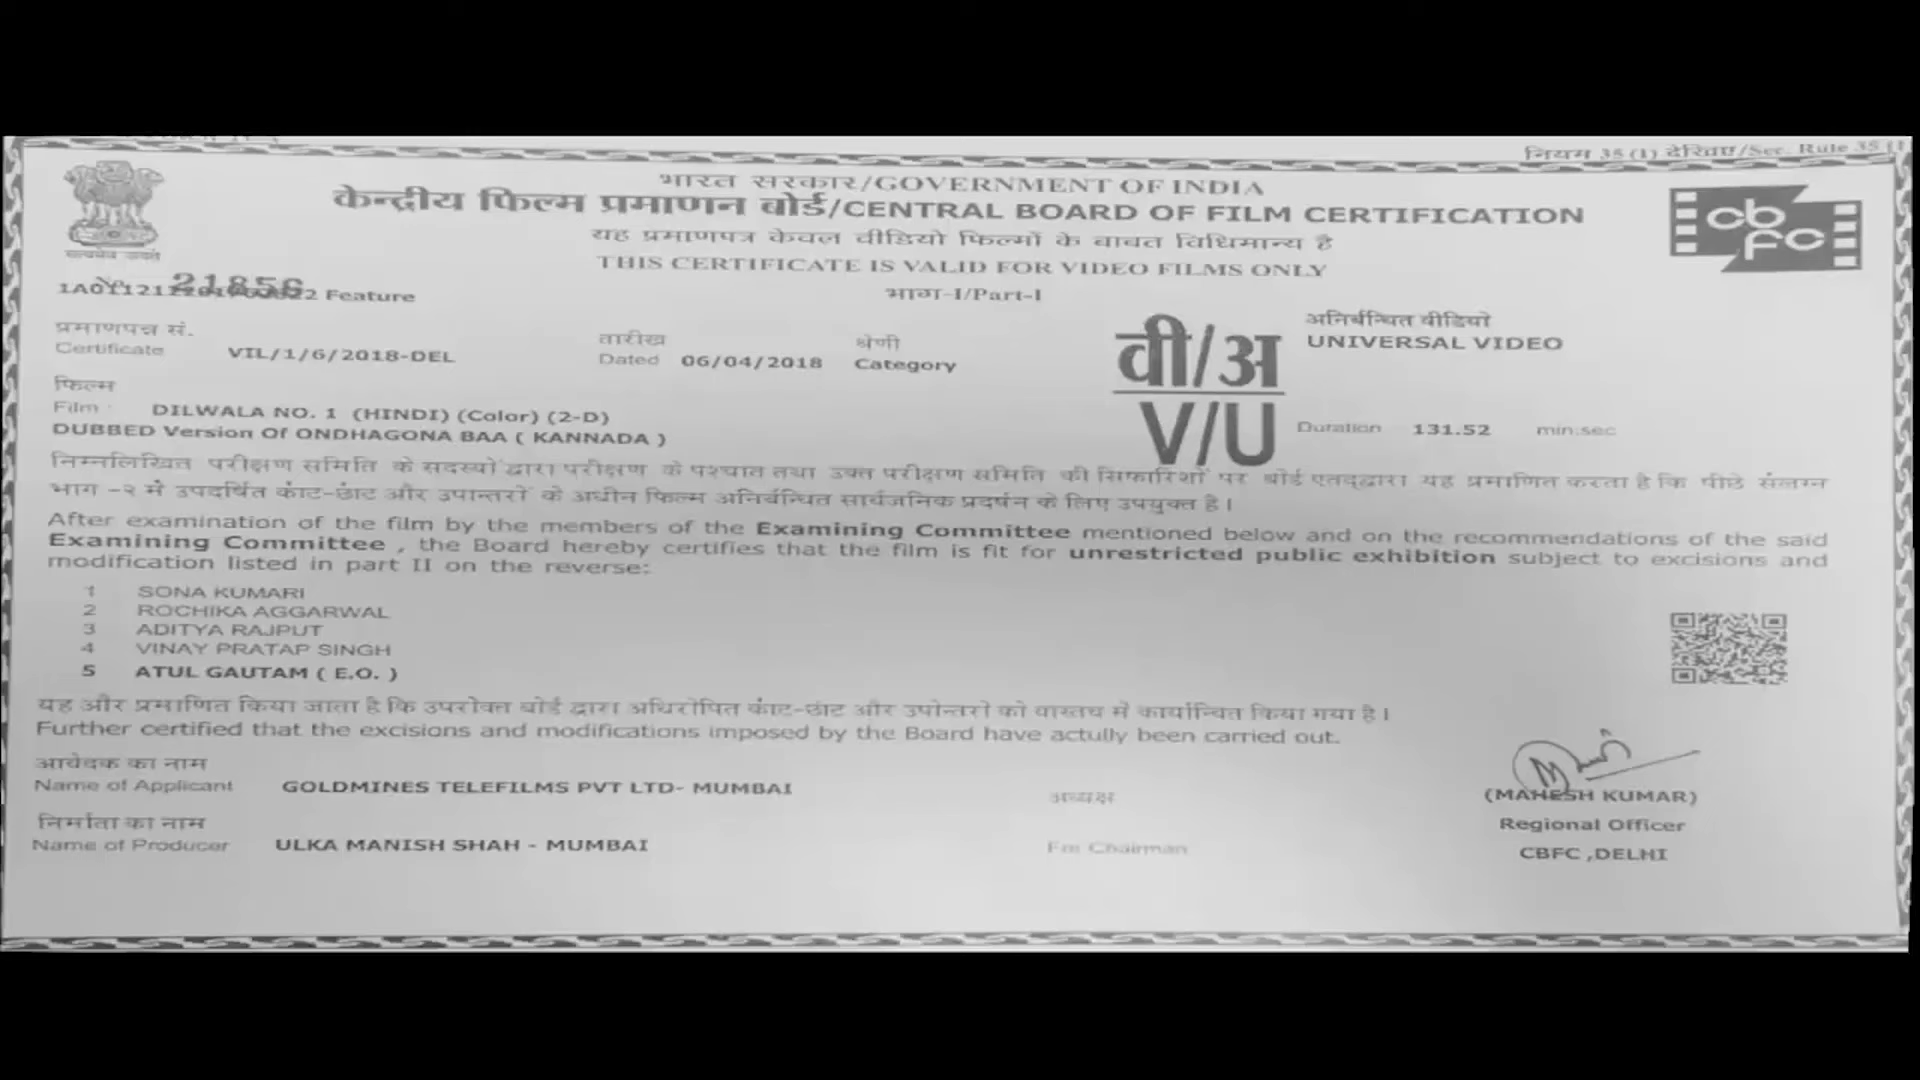 नियम 35 (1) देखिए/Sec. Rule 35 (1
भारत सरकार/GOVERNMENT OF INDIA
केन्द्रीय फिल्म प्रमाणन बोर्ड/CENTRAL BOARD OF FILM CERTIFICATION
यह प्रमाणपत्र केवल वीडियो फिल्मों के बाबत विधिमान्य है
THIS CERTIFICATE IS VALID FOR VIDEO FILMS ONLY
cbfc
सत्यमेव जयते
21856
Feature
भाग-I/Part-I
प्रमाणपत्र सं.
Certificate VIL/1/6/2018-DEL
तारीख
Dated 06/04/2018
श्रेणी
Category
वी/अ
V/U
अनिर्बन्धित वीडियो
UNIVERSAL VIDEO
Duration 131.52 min:sec
फिल्म
Film : DILWALA NO. 1 (HINDI) (Color) (2-D)
DUBBED Version Of ONDHAGONA BAA ( KANNADA )
निम्नलिखित परीक्षण समिति के सदस्यों द्वारा परीक्षण के पश्चात तथा उक्त परीक्षण समिति की सिफारिशों पर बोर्ड एतद्द्वारा यह प्रमाणित करता है कि पीछे संलग्न
भाग -२ में उपदर्षित कांट-छांट और उपान्तरों के अधीन फिल्म अनिर्बन्धित सार्वजनिक प्रदर्षन के लिए उपयुक्त है।
After examination of the film by the members of the Examining Committee mentioned below and on the recommendations of the said
Examining Committee , the Board hereby certifies that the film is fit for unrestricted public exhibition subject to excisions and
modification listed in part II on the reverse:
1 SONA KUMARI
2 ROCHIKA AGGARWAL
3 ADITYA RAJPUT
4 VINAY PRATAP SINGH
5 ATUL GAUTAM ( E.O. )
यह और प्रमाणित किया जाता है कि उपरोक्त बोर्ड द्वारा अधिरोपित कांट-छांट और उपोन्तरो को वास्तव में कार्यान्वित किया गया है।
Further certified that the excisions and modifications imposed by the Board have actully been carried out.
आवेदक का नाम
Name of Applicant GOLDMINES TELEFILMS PVT LTD- MUMBAI
निर्माता का नाम
Name of Producer ULKA MANISH SHAH - MUMBAI
अध्यक्ष
For Chairman
(MAHESH KUMAR)
Regional Officer
CBFC ,DELHI